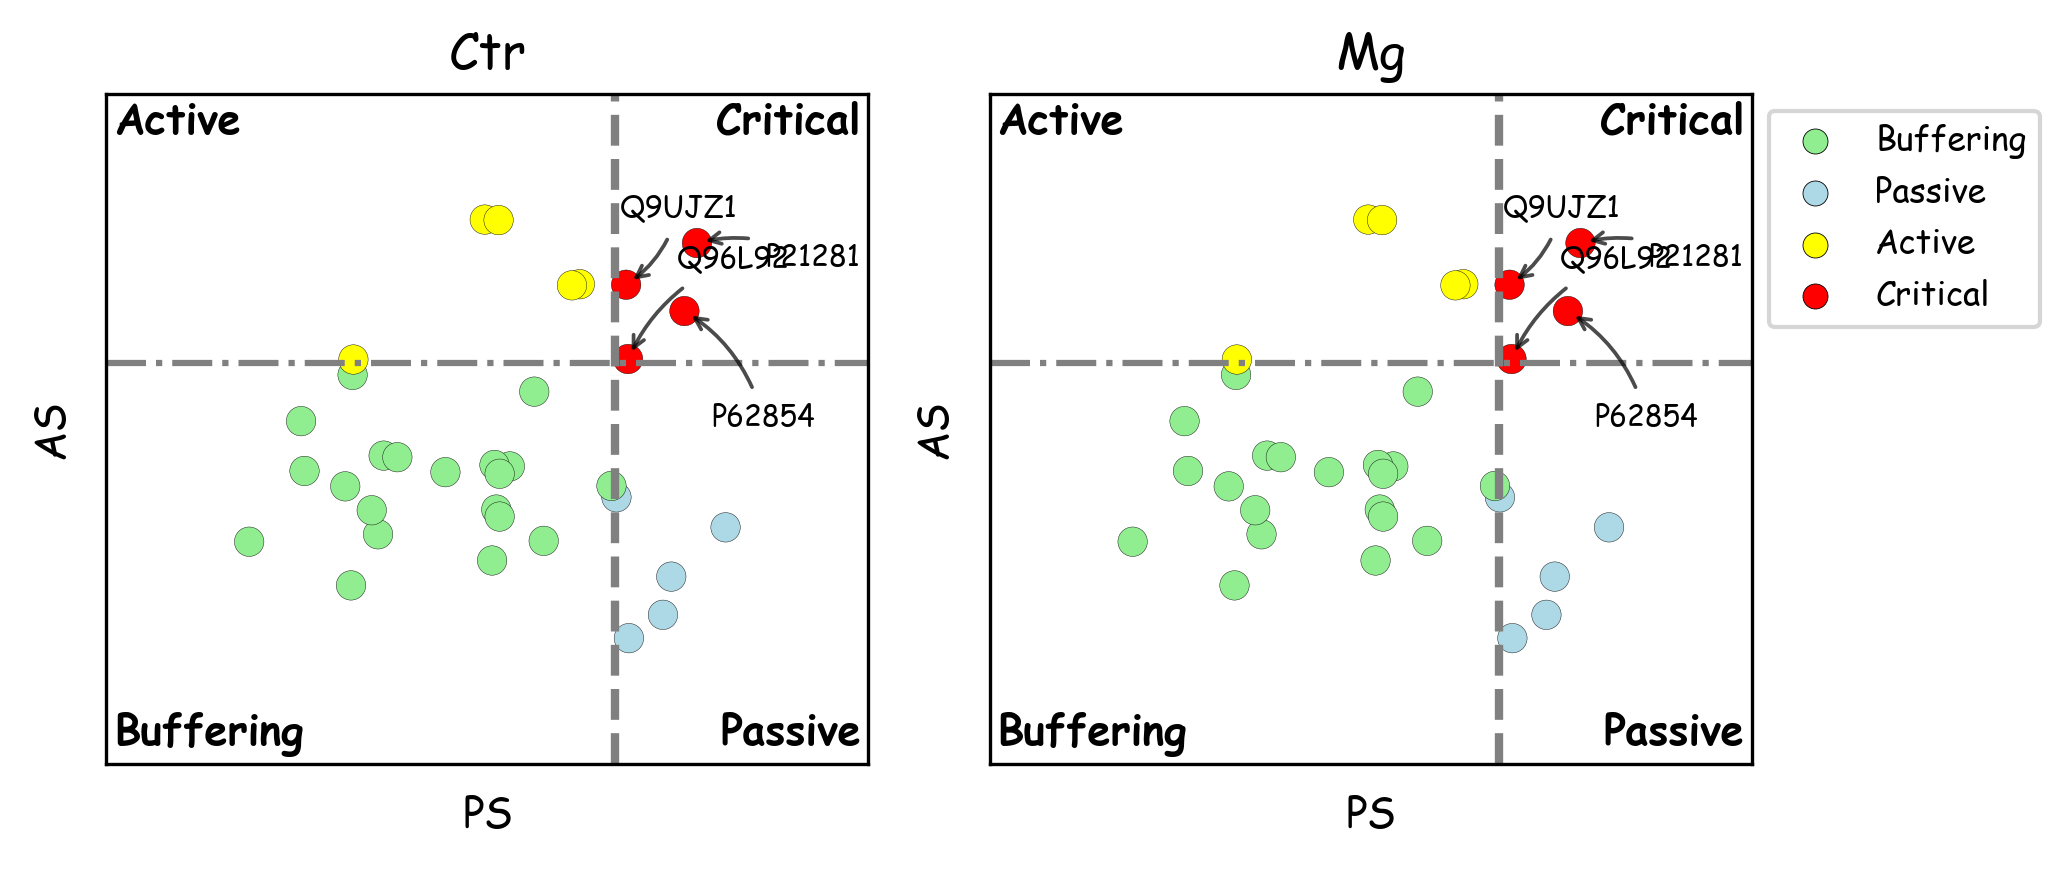 Ctr
Active
Critical
Q9UJZ1
Q96L92
P21281
P62854
AS
Buffering
Passive
PS
Mg
Active
Critical
Q9UJZ1
Q96L92
P21281
P62854
AS
Buffering
Passive
PS
Buffering
Passive
Active
Critical